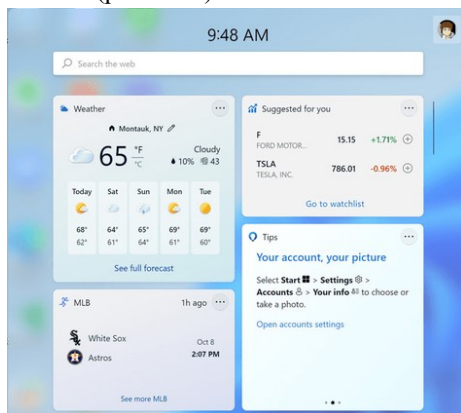 9:48 AM
Search the web
Weather
Montauk, NY
65 °F
°C
Cloudy
10% 43
Today Sat Sun Mon Tue
68° 64° 65° 69° 69°
62° 61° 64° 61° 60°
See full forecast
MLB 1h ago
White Sox
Astros
Oct 8
2:07 PM
See more MLB
Suggested for you
F 15.15 +1.71%
FORD MOTOR...
TSLA 786.01 -0.96%
TESLA, INC.
Go to watchlist
Tips
Your account, your picture
Select Start > Settings >
Accounts > Your info to choose or
take a photo.
Open accounts settings